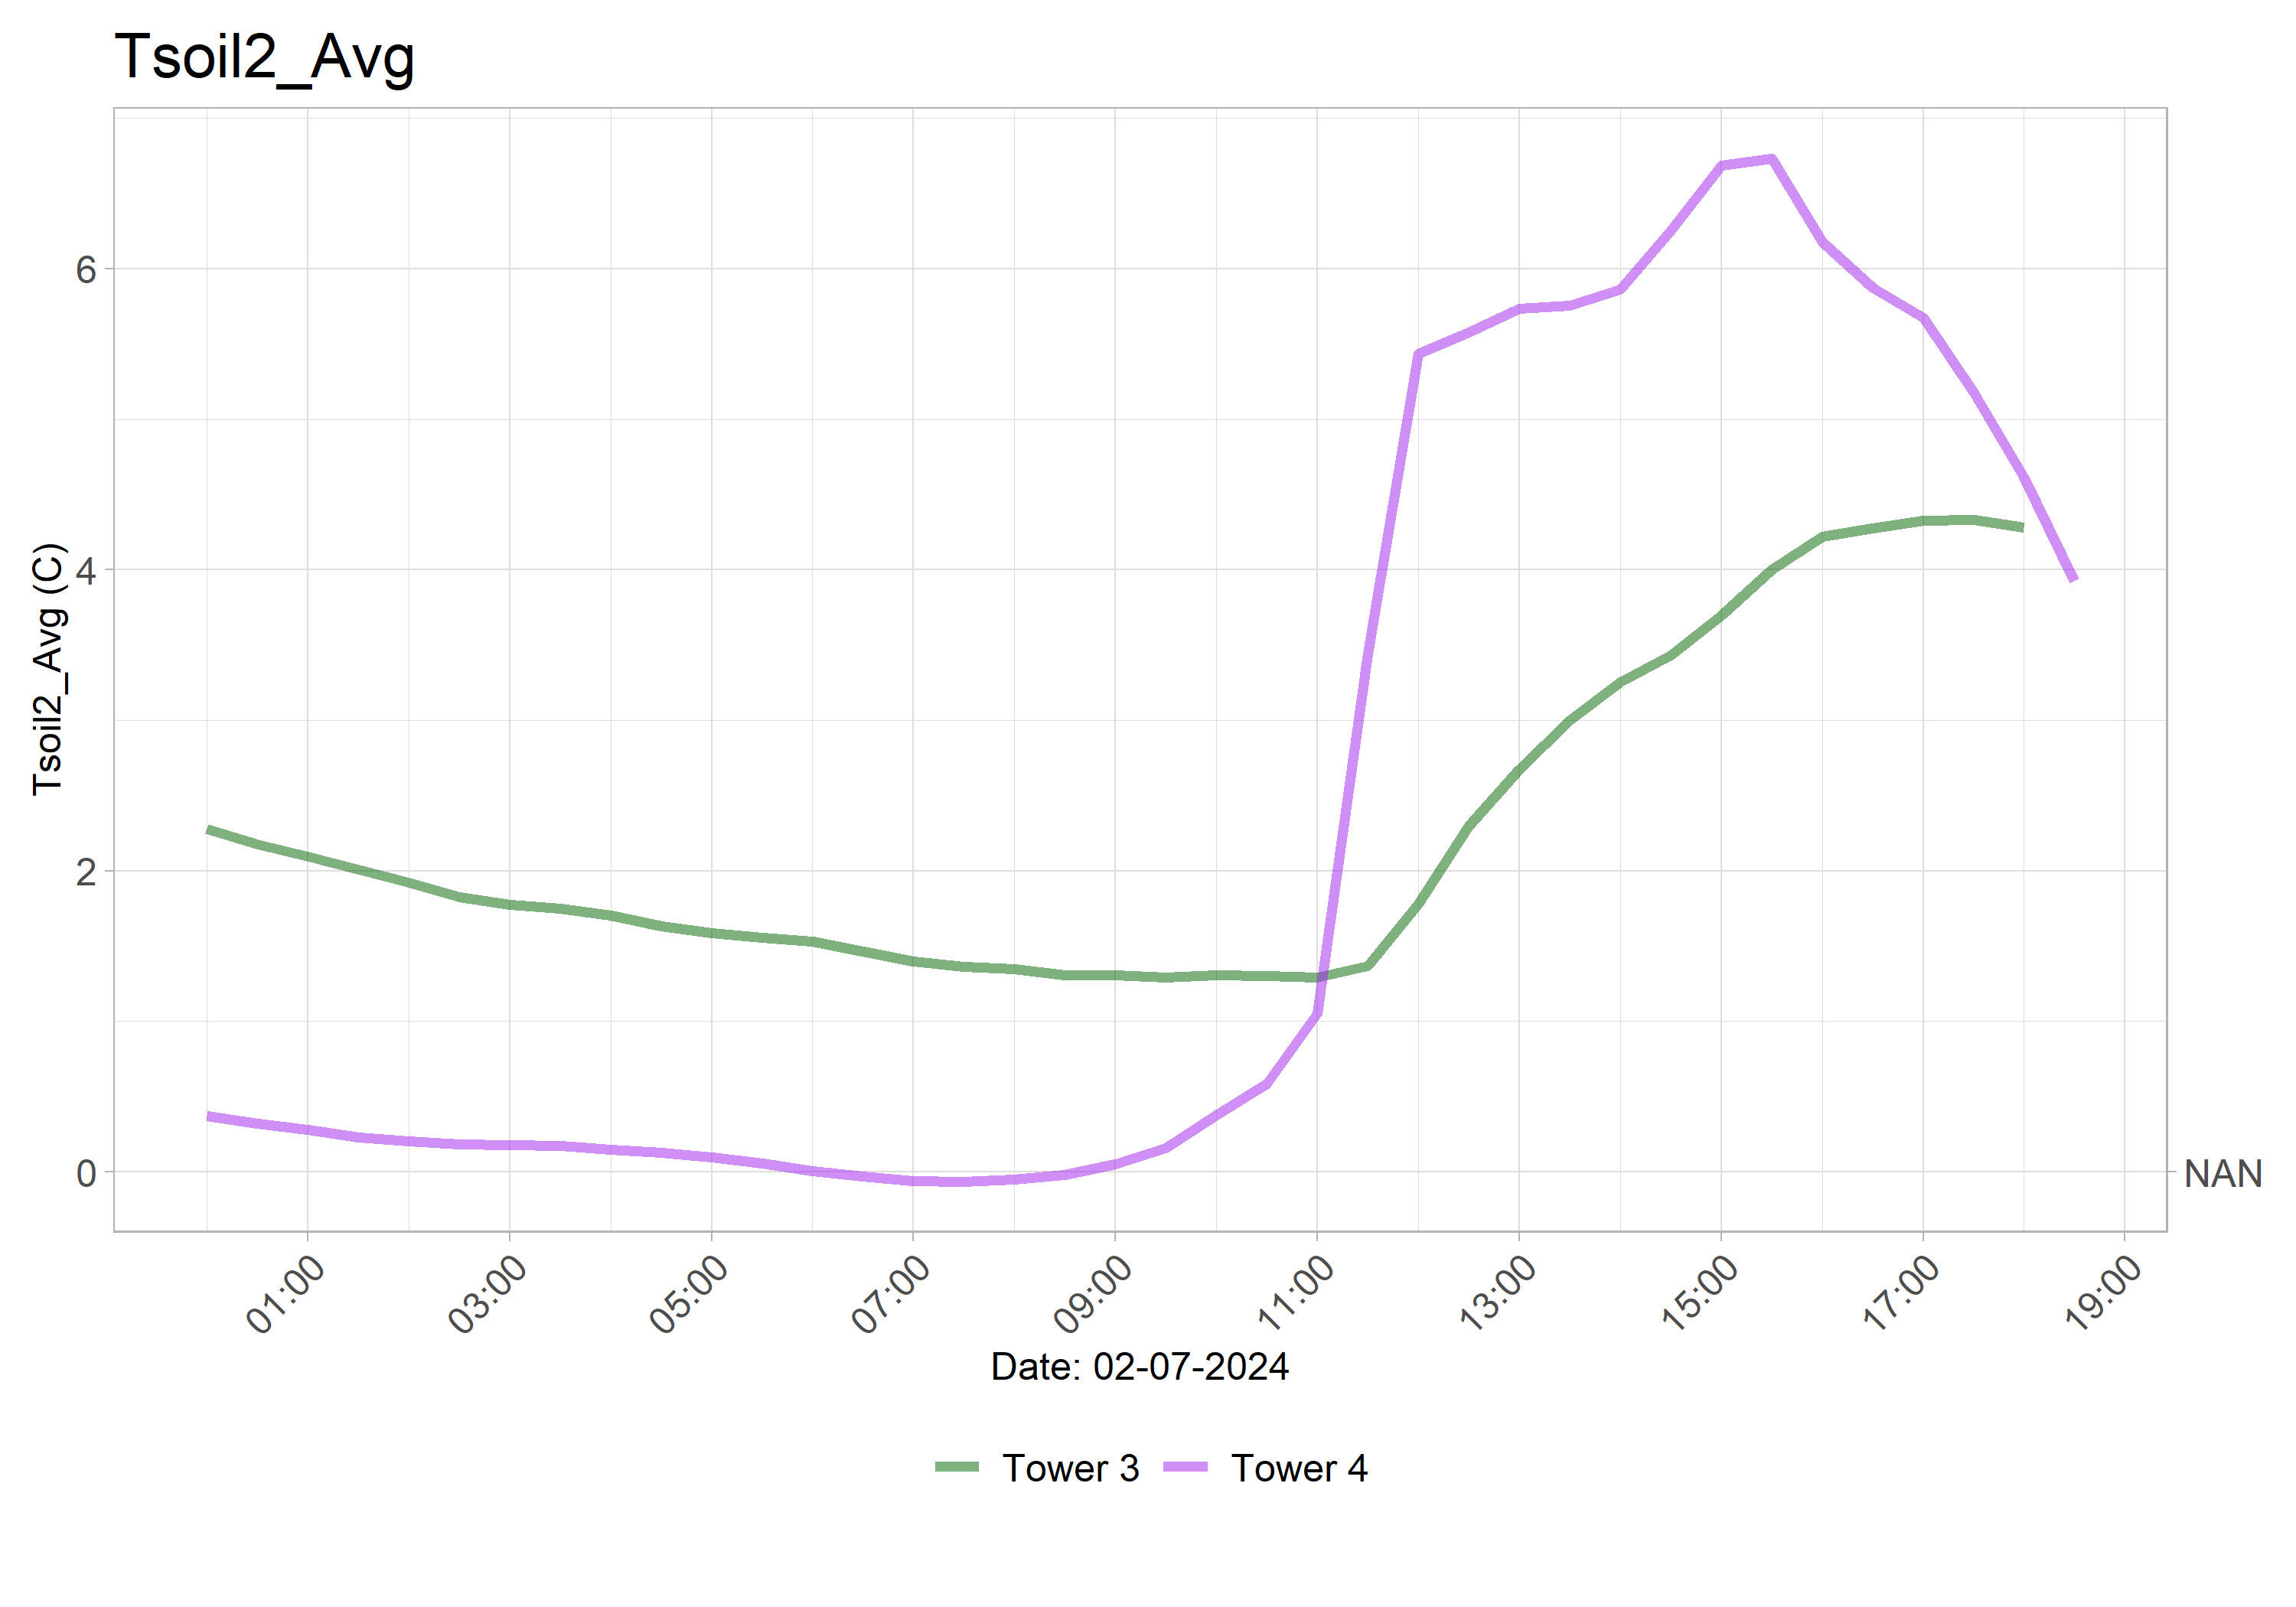 Tsoil2_Avg
Tsoil2_Avg (C)
6
4
2
0
NAN
01:00 03:00 05:00 07:00 09:00 11:00 13:00 15:00 17:00 19:00
Date: 02-07-2024
Tower 3 Tower 4